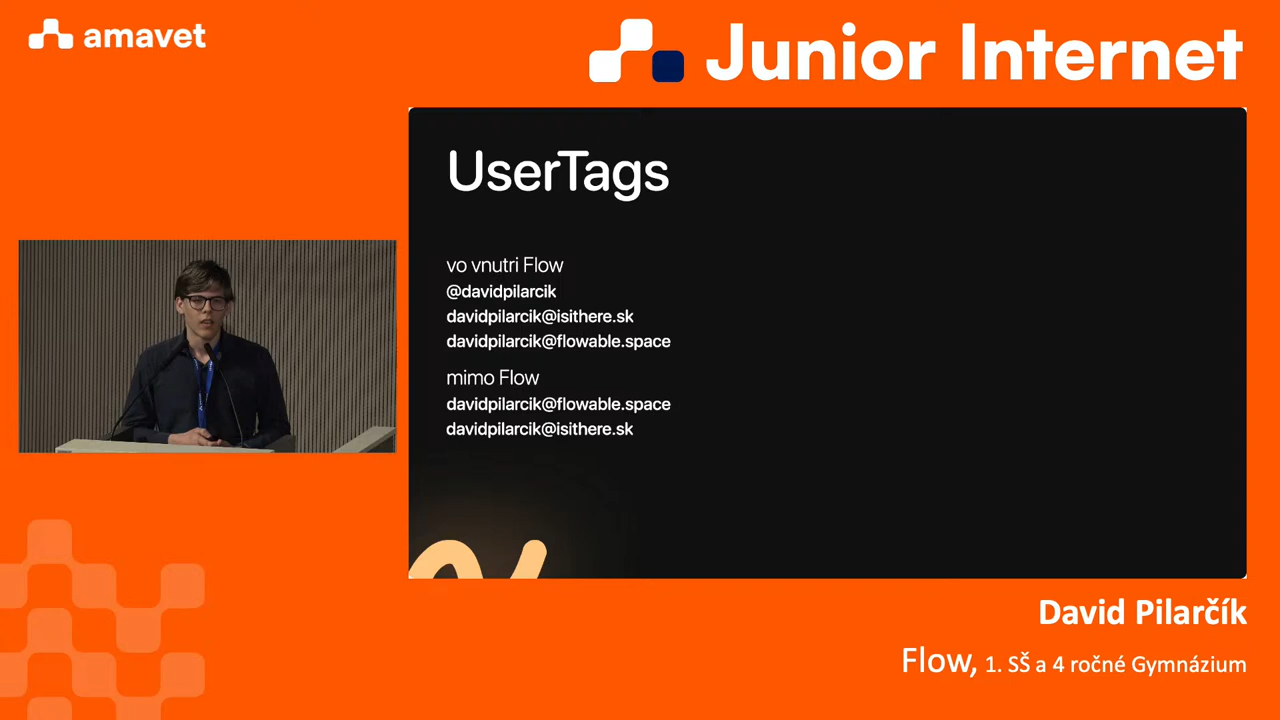 amavet
Junior Internet
UserTags
vo vnutri Flow
@davidpilarcik
davidpilarcik@isithere.sk
davidpilarcik@flowable.space
mimo Flow
davidpilarcik@flowable.space
davidpilarcik@isithere.sk
David Pilarčík
Flow, 1. SŠ a 4 ročné Gymnázium